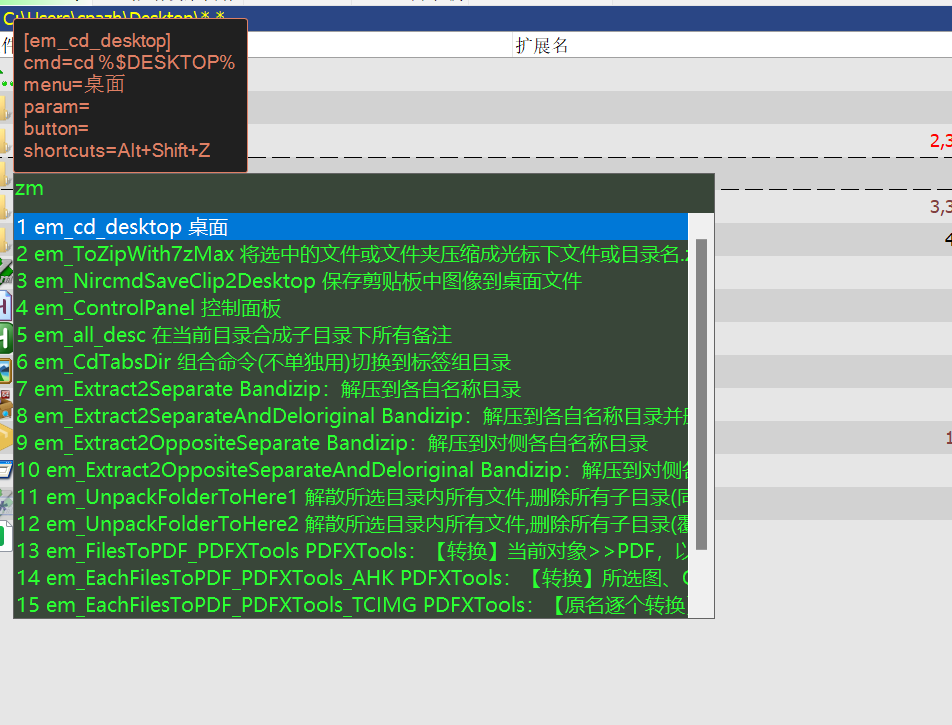 C:\Users\cnazh\Desktop\*.*
扩展名
[em_cd_desktop]
cmd=cd %$DESKTOP%
menu=桌面
param=
button=
shortcuts=Alt+Shift+Z
2,3
zm
3,3
1 em_cd_desktop 桌面
4
2 em_ToZipWith7zMax 将选中的文件或文件夹压缩成光标下文件或目录名.z
3 em_NircmdSaveClip2Desktop 保存剪贴板中图像到桌面文件
4 em_ControlPanel 控制面板
5 em_all_desc 在当前目录合成子目录下所有备注
6 em_CdTabsDir 组合命令(不单独用)切换到标签组目录
7 em_Extract2Separate Bandizip：解压到各自名称目录
8 em_Extract2SeparateAndDeloriginal Bandizip：解压到各自名称目录并
9 em_Extract2OppositeSeparate Bandizip：解压到对侧各自名称目录
1
10 em_Extract2OppositeSeparateAndDeloriginal Bandizip：解压到对侧
11 em_UnpackFolderToHere1 解散所选目录内所有文件,删除所有子目录(同
12 em_UnpackFolderToHere2 解散所选目录内所有文件,删除所有子目录(覆
13 em_FilesToPDF_PDFXTools PDFXTools：【转换】当前对象>>PDF，以
14 em_EachFilesToPDF_PDFXTools_AHK PDFXTools：【转换】所选图、
15 em_EachFilesToPDF_PDFXTools_TCIMG PDFXTools：【原名逐个转换